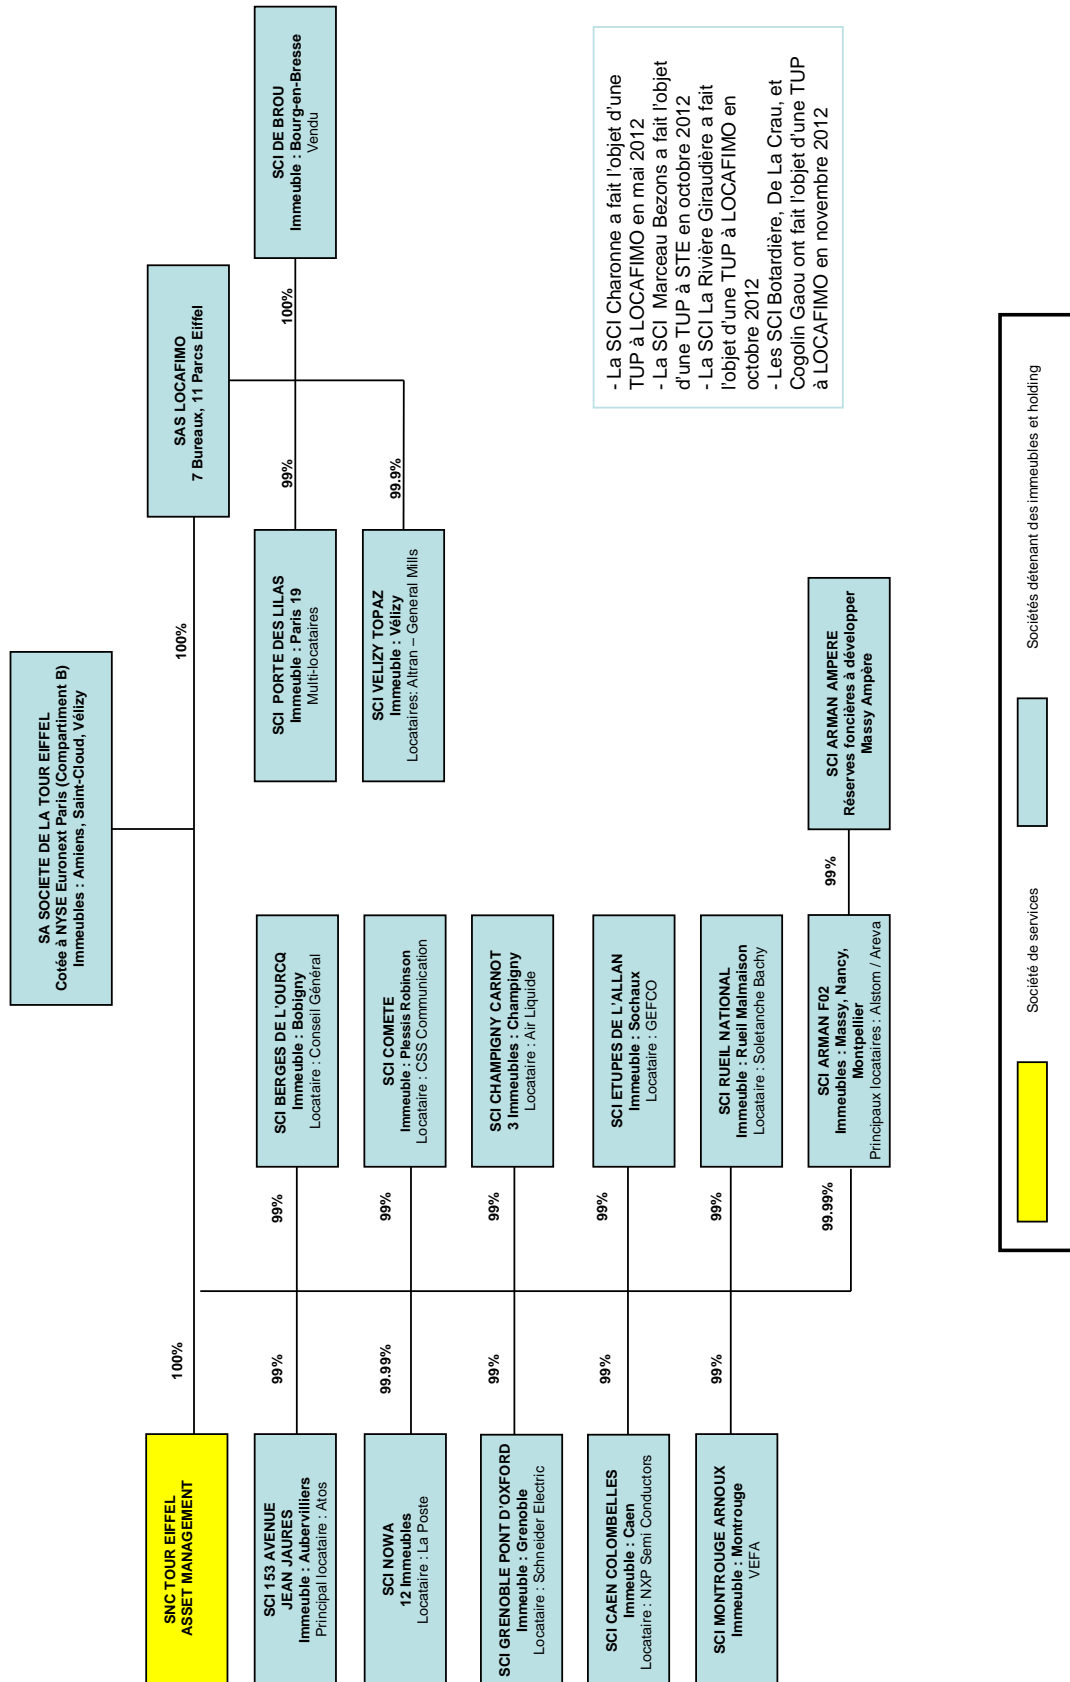 SA SOCIETE DE LA TOUR EIFFEL
Cotée à NYSE Euronext Paris (Compartiment B)
Immeubles : Amiens, Saint-Cloud, Vélizy
100%
100%
SNC TOUR EIFFEL
ASSET MANAGEMENT
SAS LOCAFIMO
7 Bureaux, 11 Parcs Eiffel
SCI 153 AVENUE
JEAN JAURES
Immeuble : Aubervilliers
Principal locataire : Atos
99%
99%
SCI BERGES DE L'OURCQ
Immeuble : Bobigny
Locataire : Conseil Général
SCI PORTE DES LILAS
Immeuble : Paris 19
Multi-locataires
99%
100%
SCI DE BROU
Immeuble : Bourg-en-Bresse
Vendu
SCI NOWA
12 Immeubles
Locataire : La Poste
99.99%
99%
SCI COMETE
Immeuble : Plessis Robinson
Locataire : CSS Communication
SCI VELIZY TOPAZ
Immeuble : Vélizy
Locataires: Altran – General Mills
99.9%
SCI GRENOBLE PONT D'OXFORD
Immeuble : Grenoble
Locataire : Schneider Electric
99%
99%
SCI CHAMPIGNY CARNOT
3 Immeubles : Champigny
Locataire : Air Liquide
SCI CAEN COLOMBELLES
Immeuble : Caen
Locataire : NXP Semi Conductors
99%
SCI ETUPES DE L'ALLAN
Immeuble : Sochaux
Locataire : GEFCO
SCI MONTROUGE ARNOUX
Immeuble : Montrouge
VEFA
99%
99%
SCI RUEIL NATIONAL
Immeuble : Rueil Malmaison
Locataire : Soletanche Bachy
99.99%
SCI ARMAN F02
Immeubles : Massy, Nancy,
Montpellier
Principaux locataires : Alstom / Areva
99%
SCI ARMAN AMPERE
Réserves foncières à développer
Massy Ampère
- La SCI Charonne a fait l'objet d'une
TUP à LOCAFIMO en mai 2012
- La SCI Marceau Bezons a fait l'objet
d'une TUP à STE en octobre 2012
- La SCI La Rivière Giraudière a fait
l'objet d'une TUP à LOCAFIMO en
octobre 2012
- Les SCI Botardière, De La Crau, et
Cogolin Gaou ont fait l'objet d'une TUP
à LOCAFIMO en novembre 2012
Société de services
Sociétés détenant des immeubles et holding